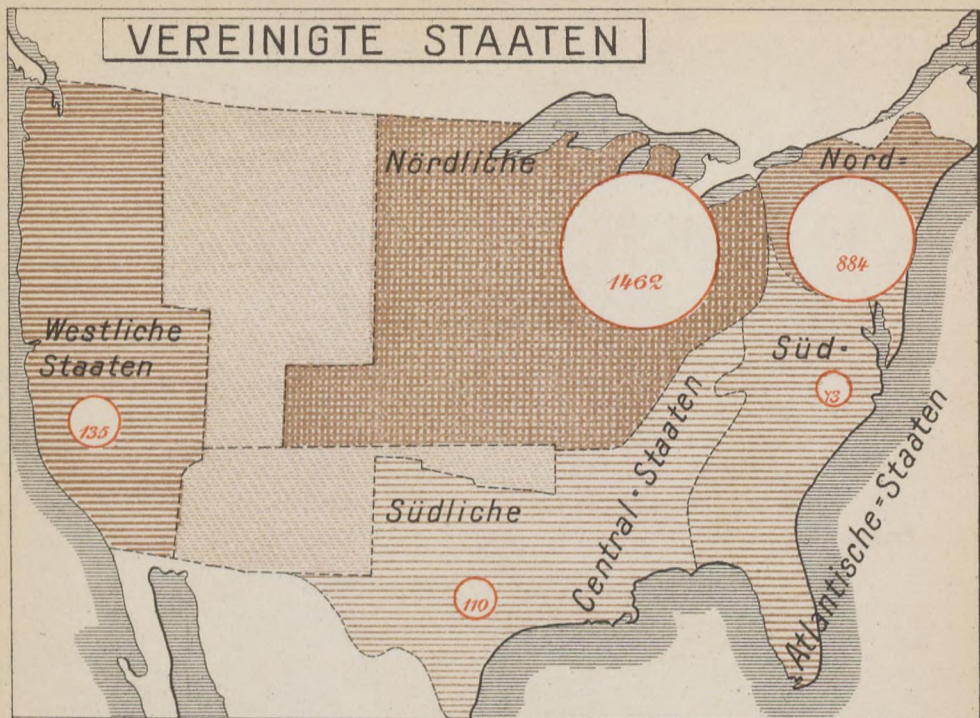 VEREINIGTE STAATEN
Nördliche
Nord=
1462
884
Westliche
Staaten
Süd-
73
135
Central-Staaten
Atlantische=Staaten
Südliche
110